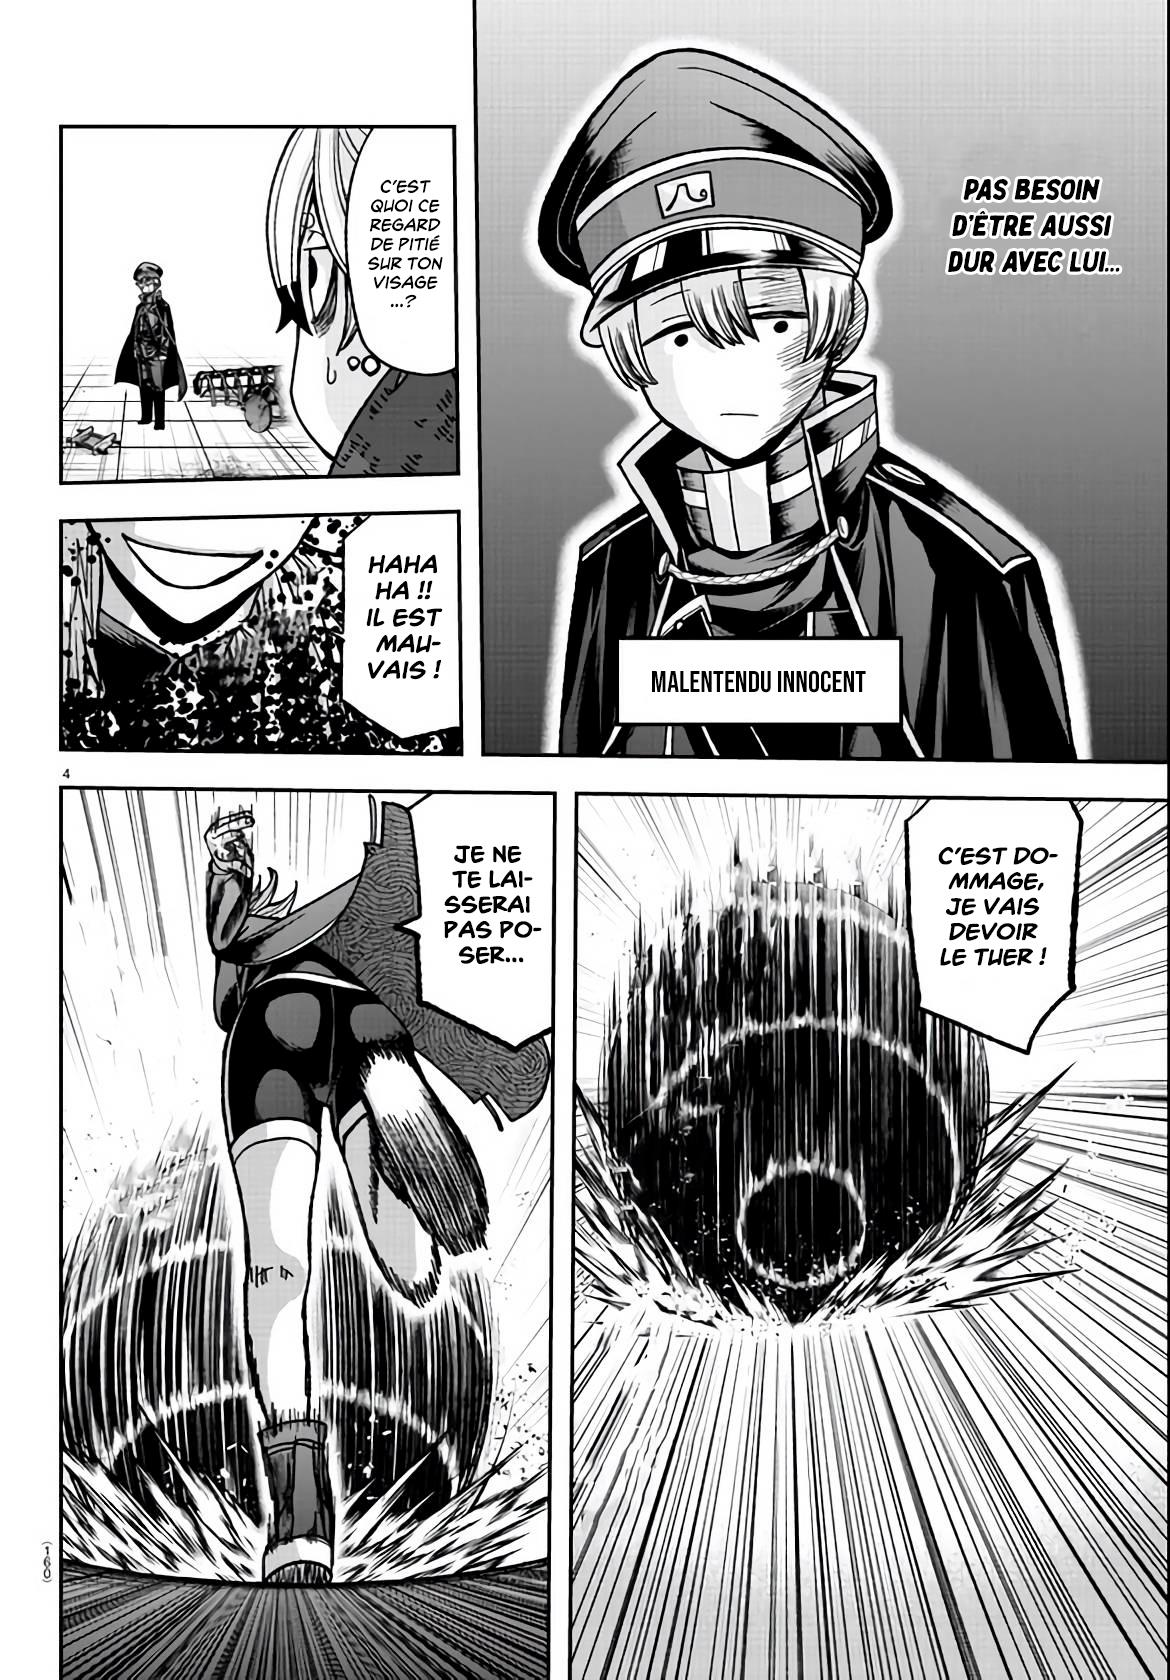 PAS BESOIN
D'ÊTRE AUSSI
DUR AVEC LUI...
MALENTENDU INNOCENT
C'EST
QUOI CE
REGARD
DE PITIÉ
SUR TON
VISAGE
...?
HAHA
HA !!
IL EST
MAU-
VAIS !
4
C'EST DO-
MMAGE,
JE VAIS
DEVOIR
LE TUER !
JE NE
TE LAI-
SSERAI
PAS PO-
SER...
(160)